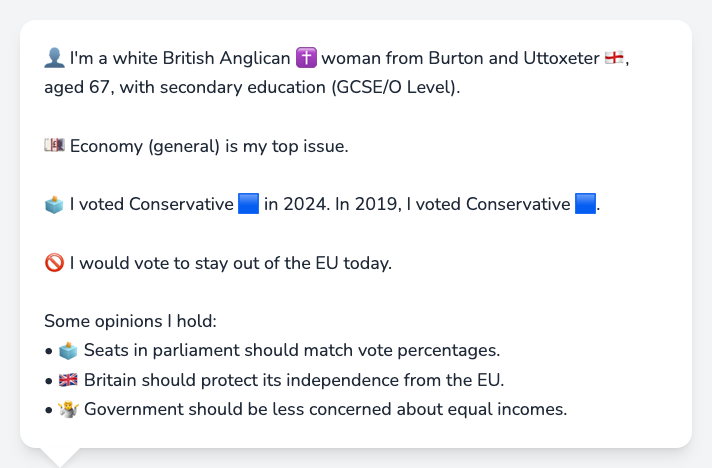 👤 I'm a white British Anglican ✝️ woman from Burton and Uttoxeter 🏴󠁧󠁢󠁥󠁮󠁧󠁿,
aged 67, with secondary education (GCSE/O Level).
💷 Economy (general) is my top issue.
🗳️ I voted Conservative 🟦 in 2024. In 2019, I voted Conservative 🟦.
🚫 I would vote to stay out of the EU today.
Some opinions I hold:
• 🗳️ Seats in parliament should match vote percentages.
• 🇬🇧 Britain should protect its independence from the EU.
• 🤷 Government should be less concerned about equal incomes.